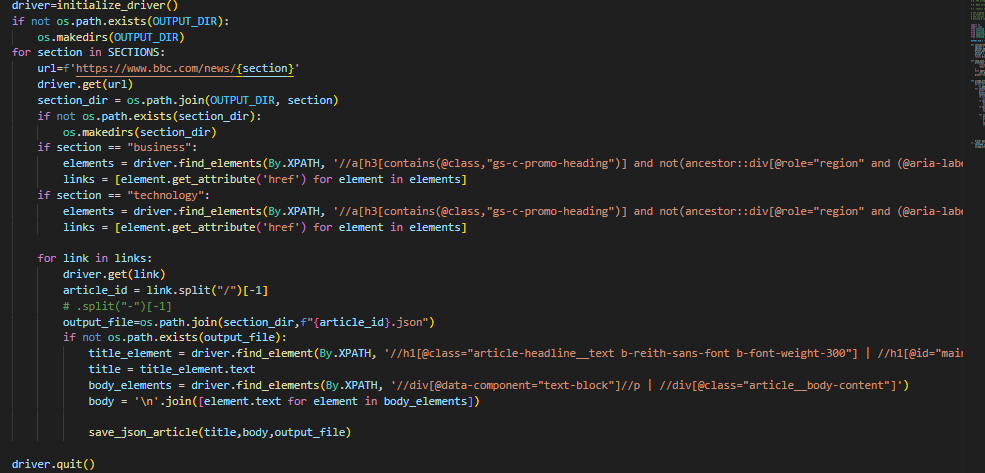 driver=initialize_driver()
if not os.path.exists(OUTPUT_DIR):
    os.makedirs(OUTPUT_DIR)
for section in SECTIONS:
    url=f'https://www.bbc.com/news/{section}'
    driver.get(url)
    section_dir = os.path.join(OUTPUT_DIR, section)
    if not os.path.exists(section_dir):
        os.makedirs(section_dir)
    if section == "business":
        elements = driver.find_elements(By.XPATH, '//a[h3[contains(@class,"gs-c-promo-heading")] and not(ancestor::div[@role="region" and (@aria-labe
        links = [element.get_attribute('href') for element in elements]
    if section == "technology":
        elements = driver.find_elements(By.XPATH, '//a[h3[contains(@class,"gs-c-promo-heading")] and not(ancestor::div[@role="region" and (@aria-labe
        links = [element.get_attribute('href') for element in elements]

    for link in links:
        driver.get(link)
        article_id = link.split("/")[-1]
        # .split("-")[-1]
        output_file=os.path.join(section_dir,f"{article_id}.json")
        if not os.path.exists(output_file):
            title_element = driver.find_element(By.XPATH, '//h1[@class="article-headline__text b-reith-sans-font b-font-weight-300"] | //h1[@id="main
            title = title_element.text
            body_elements = driver.find_elements(By.XPATH, '//div[@data-component="text-block"]//p | //div[@class="article__body-content"]')
            body = '\n'.join([element.text for element in body_elements])

            save_json_article(title,body,output_file)

driver.quit()